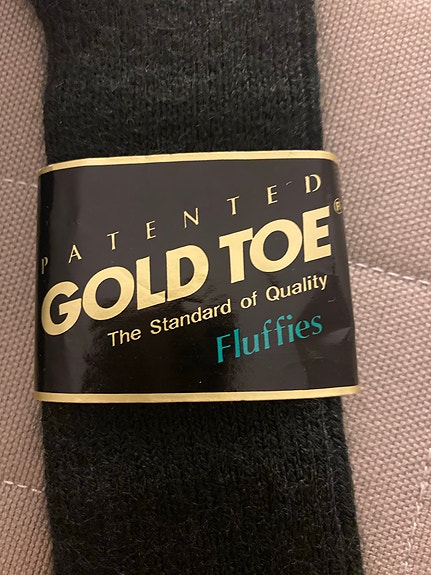 PATENTED
GOLD TOE®
The Standard of Quality
Fluffies